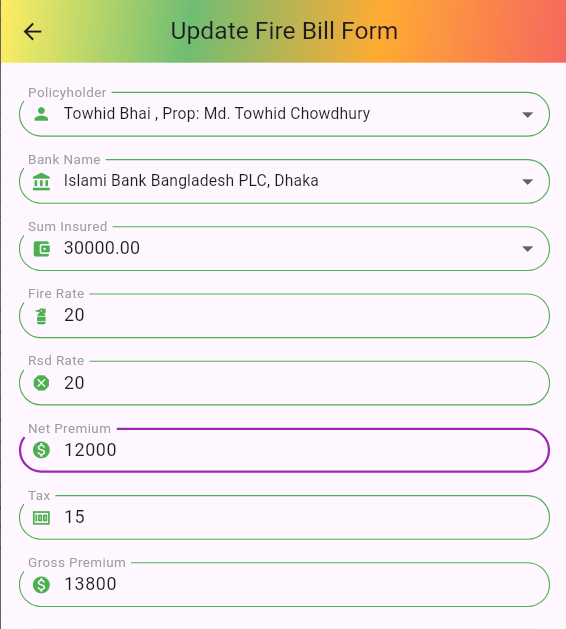 Update Fire Bill Form
Policyholder
Towhid Bhai , Prop: Md. Towhid Chowdhury
Bank Name
Islami Bank Bangladesh PLC, Dhaka
Sum Insured
30000.00
Fire Rate
20
Rsd Rate
20
Net Premium
12000
Tax
15
Gross Premium
13800